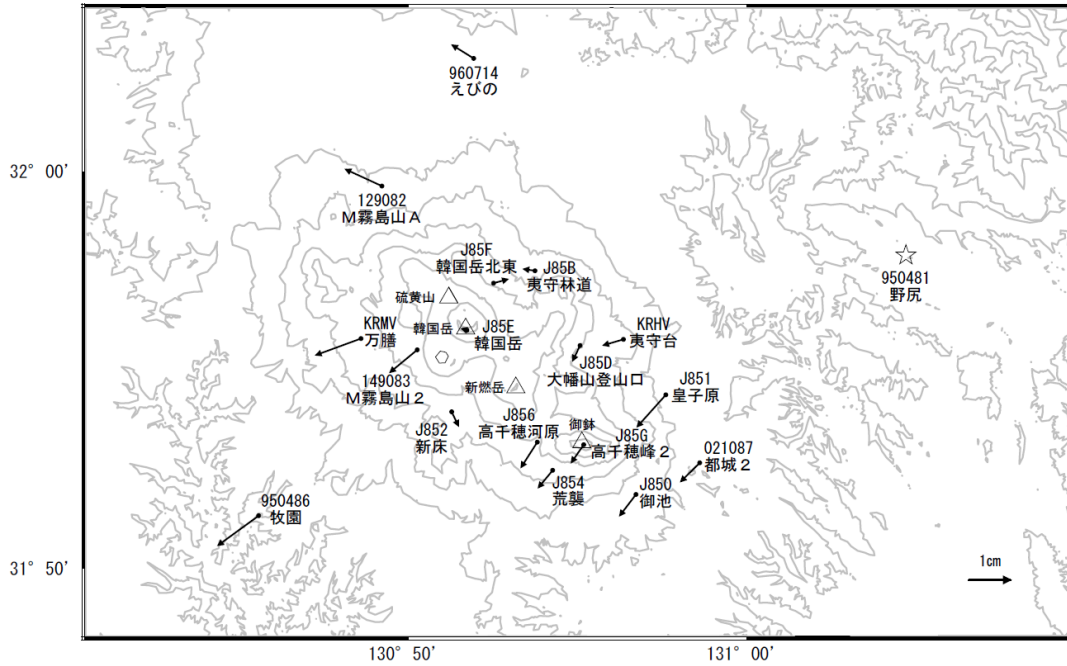 960714
えびの
32° 00'
129082
M霧島山A
J85F
韓国岳北東
J85B
夷守林道
950481
野尻
硫黄山
韓国岳
J85E
韓国岳
KRMV
万膳
KRHV
夷守台
J85D
大幡山登山口
149083
M霧島山2
新燃岳
J851
皇子原
J852
新床
J856
高千穂河原
御鉢
J85G
高千穂峰2
021087
都城2
J854
荒襲
J850
御池
950486
牧園
31° 50'
1cm
130° 50'
131° 00'